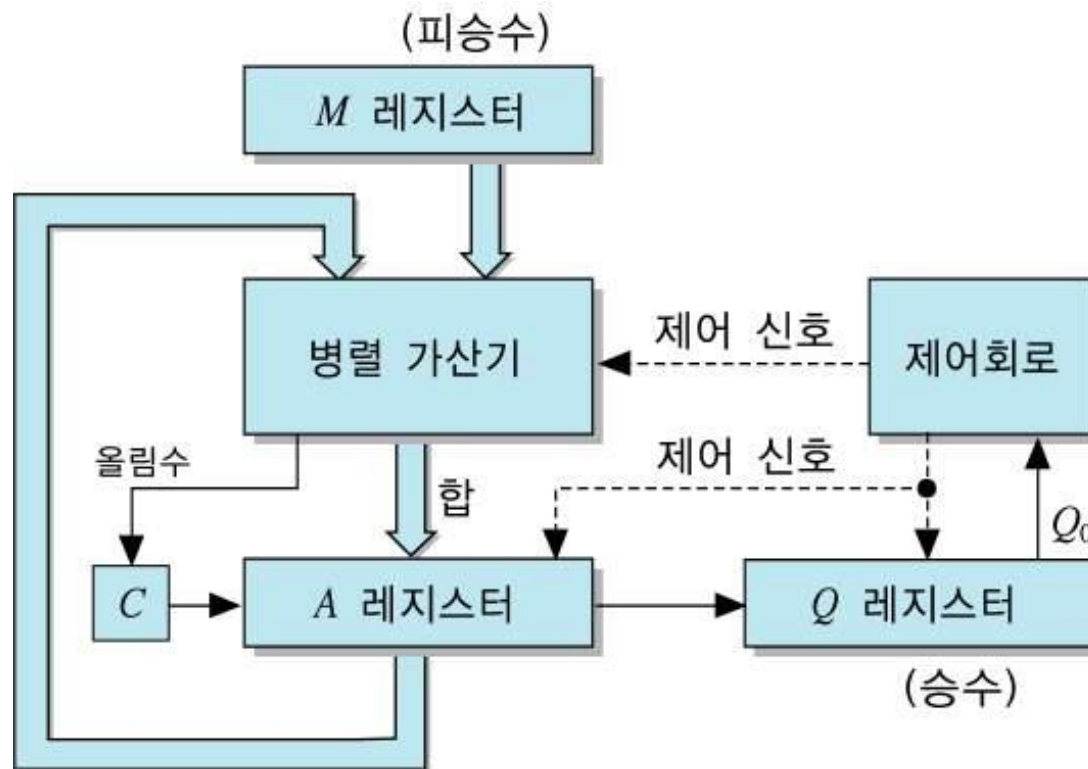 (피승수)
M 레지스터
병렬 가산기
제어 신호
제어회로
올림수
합
제어 신호
Q0
C
A 레지스터
Q 레지스터
(승수)